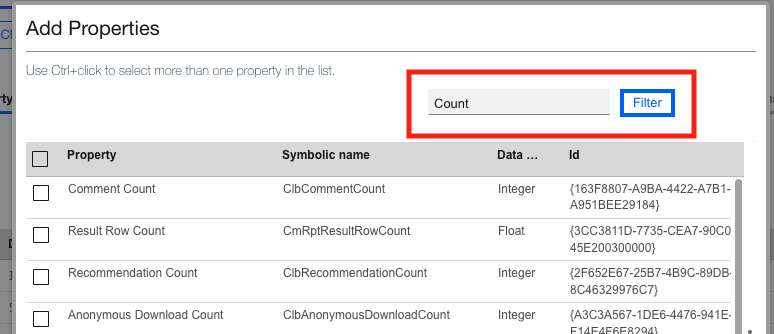 Add Properties
Use Ctrl+click to select more than one property in the list.
Count Filter
Property Symbolic name Data ... Id
Comment Count ClbCommentCount Integer {163F8807-A9BA-4422-A7B1-
A951BEE29184}
Result Row Count CmRptResultRowCount Float {3CC3811D-7735-CEA7-90C0
45E200300000}
Recommendation Count ClbRecommendationCount Integer {2F652E67-25B7-4B9C-89DB-
8C46329976C7}
Anonymous Download Count ClbAnonymousDownloadCount Integer {A3C3A567-1DE6-4476-941E-